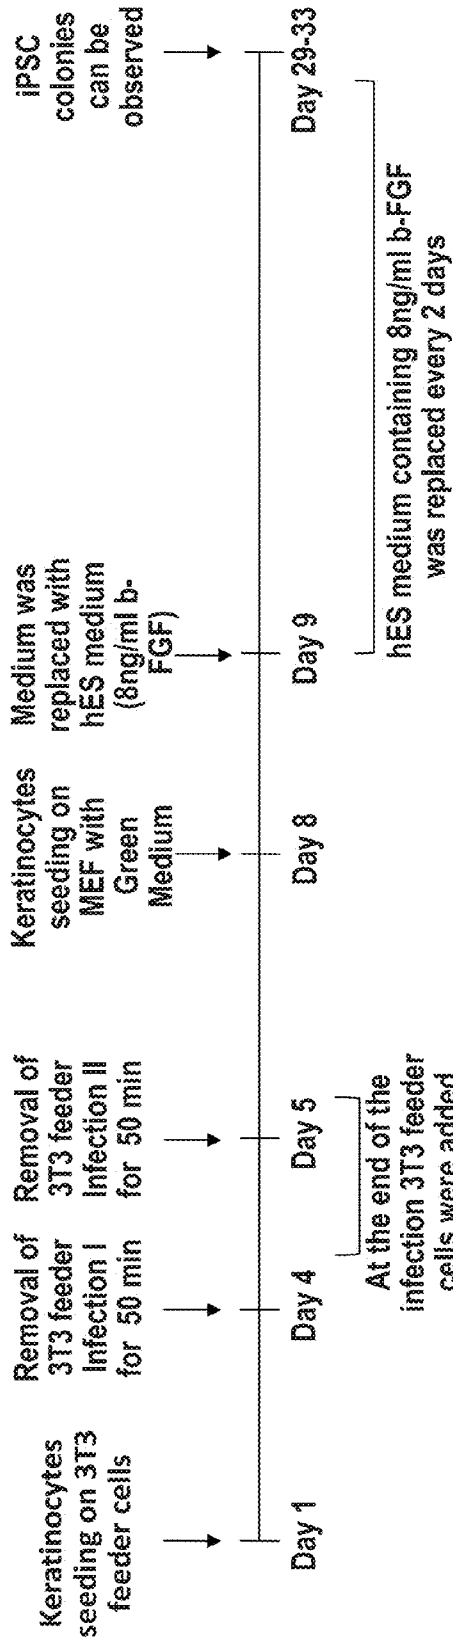 Keratinocytes
seeding on 3T3
feeder cells
Removal of
3T3 feeder
Infection I
for 50 min
Removal of
3T3 feeder
Infection II
for 50 min
Keratinocytes
seeding on
MEF with
Green
Medium
Medium was
replaced with
hES medium
(8ng/ml b-
FGF)
iPSC
colonies
can be
observed
Day 1
Day 4
Day 5
Day 8
Day 9
Day 29-33
At the end of the
infection 3T3 feeder
cells were added
hES medium containing 8ng/ml b-FGF
was replaced every 2 days